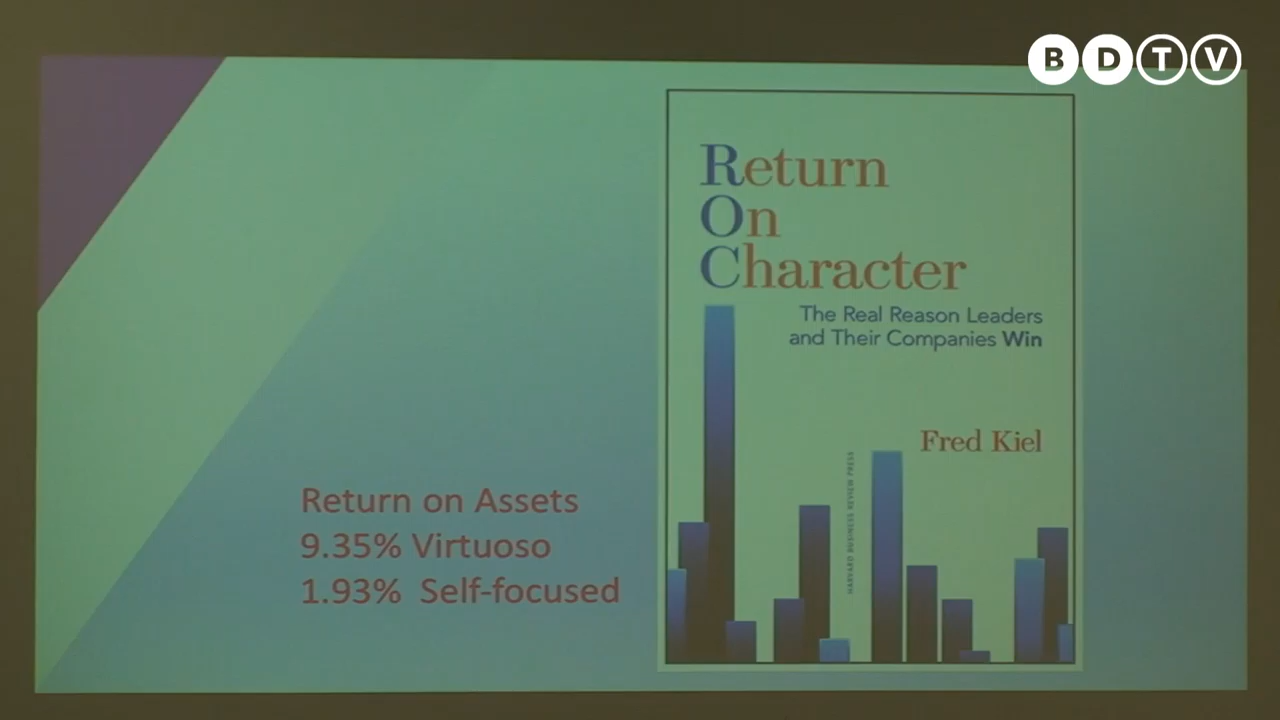 BDTV
Return
On
Character
The Real Reason Leaders
and Their Companies Win
Fred Kiel
HARVARD BUSINESS REVIEW PRESS
Return on Assets
9.35% Virtuoso
1.93% Self-focused